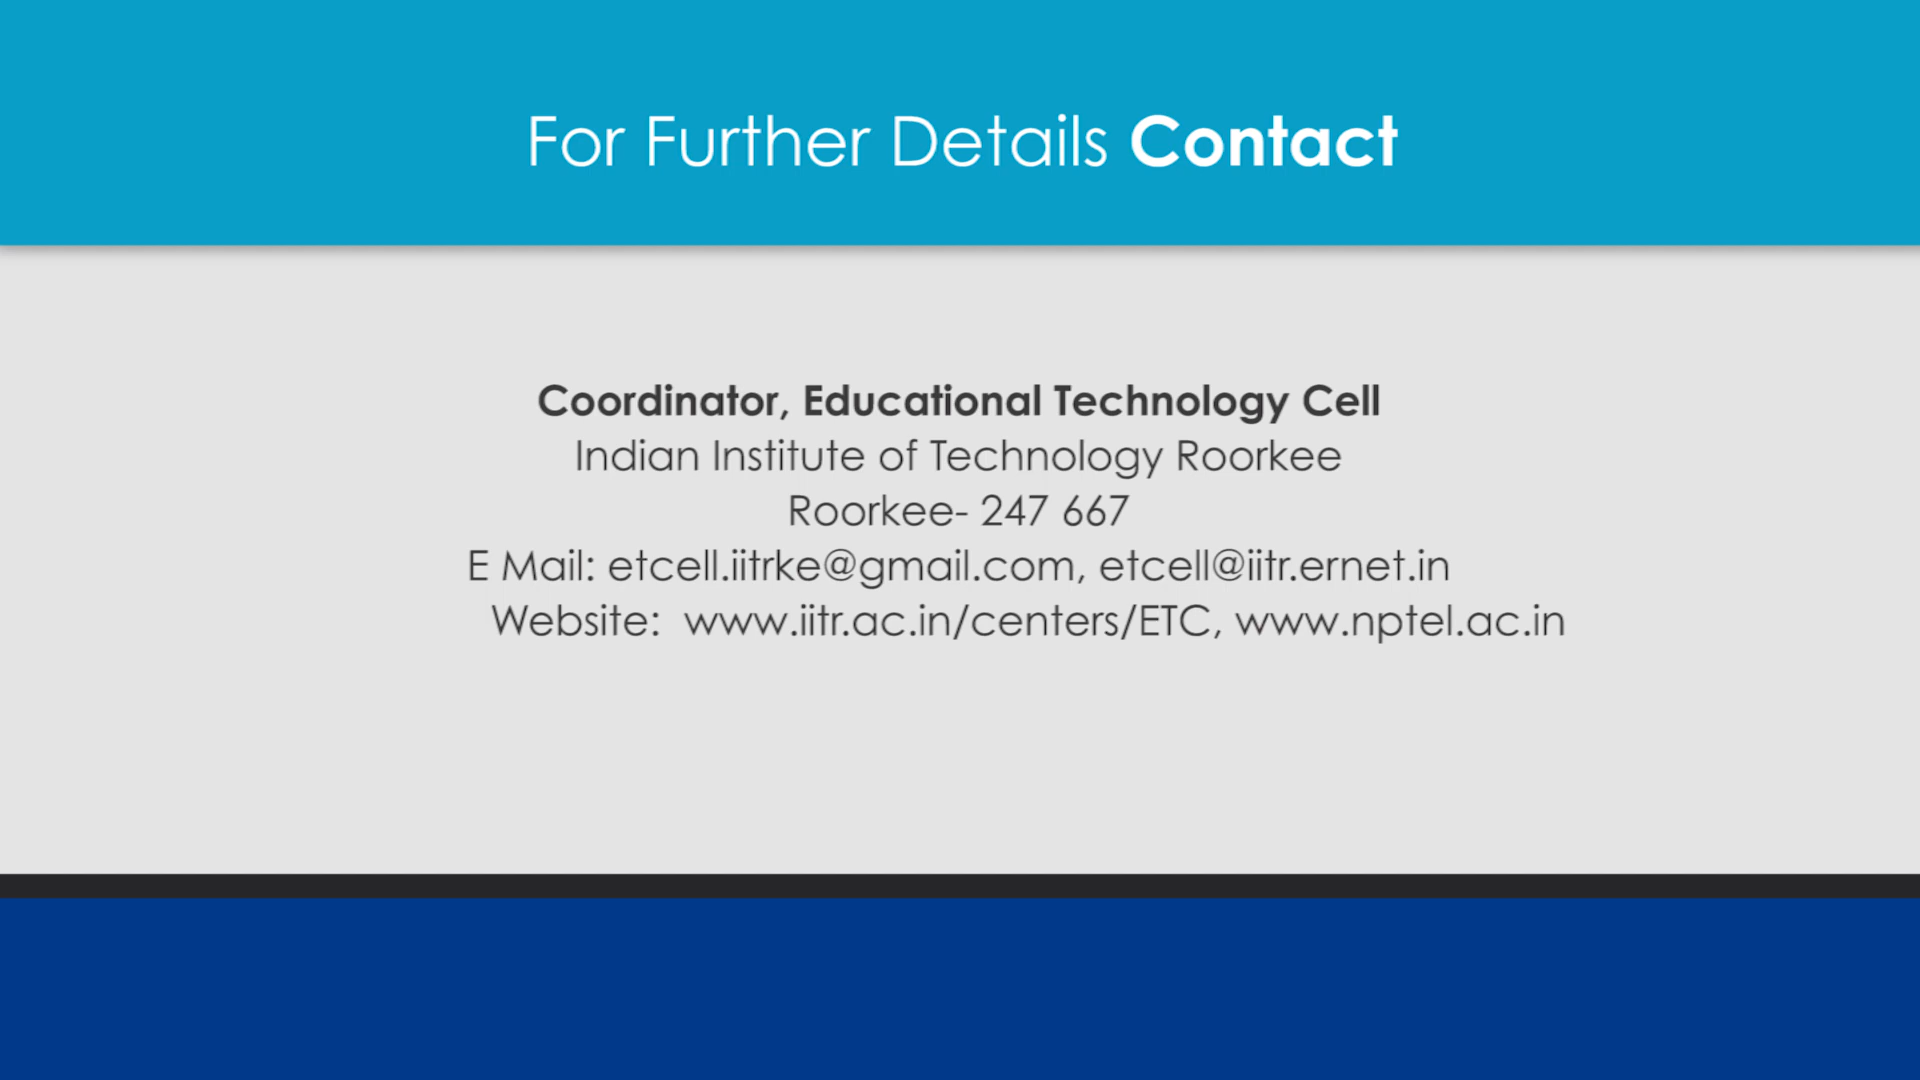 For Further Details Contact
Coordinator, Educational Technology Cell
Indian Institute of Technology Roorkee
Roorkee- 247 667
E Mail: etcell.iitrke@gmail.com, etcell@iitr.ernet.in
Website: www.iitr.ac.in/centers/ETC, www.nptel.ac.in